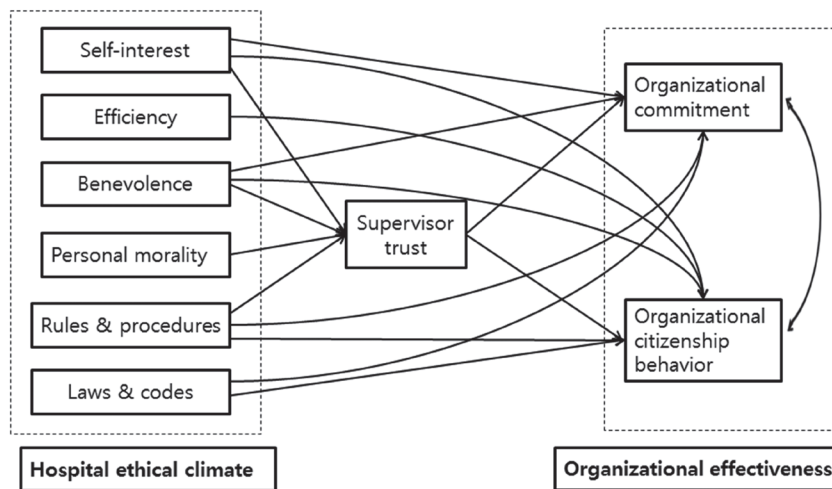 Self-interest
Efficiency
Benevolence
Personal morality
Rules & procedures
Laws & codes
Supervisor
trust
Organizational
commitment
Organizational
citizenship
behavior
Hospital ethical climate
Organizational effectiveness